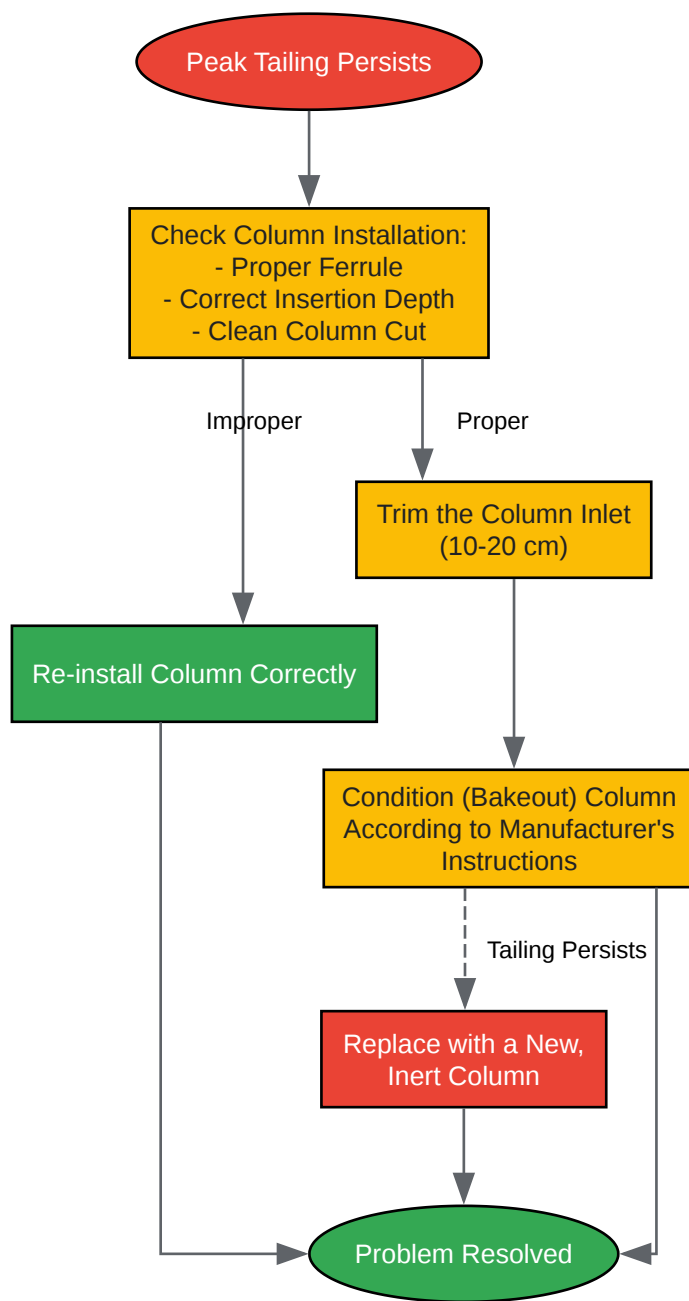 Peak Tailing Persists
Check Column Installation:
- Proper Ferrule
- Correct Insertion Depth
- Clean Column Cut
Improper
Proper
Trim the Column Inlet
(10-20 cm)
Re-install Column Correctly
Condition (Bakeout) Column
According to Manufacturer's
Instructions
Tailing Persists
Replace with a New,
Inert Column
Problem Resolved